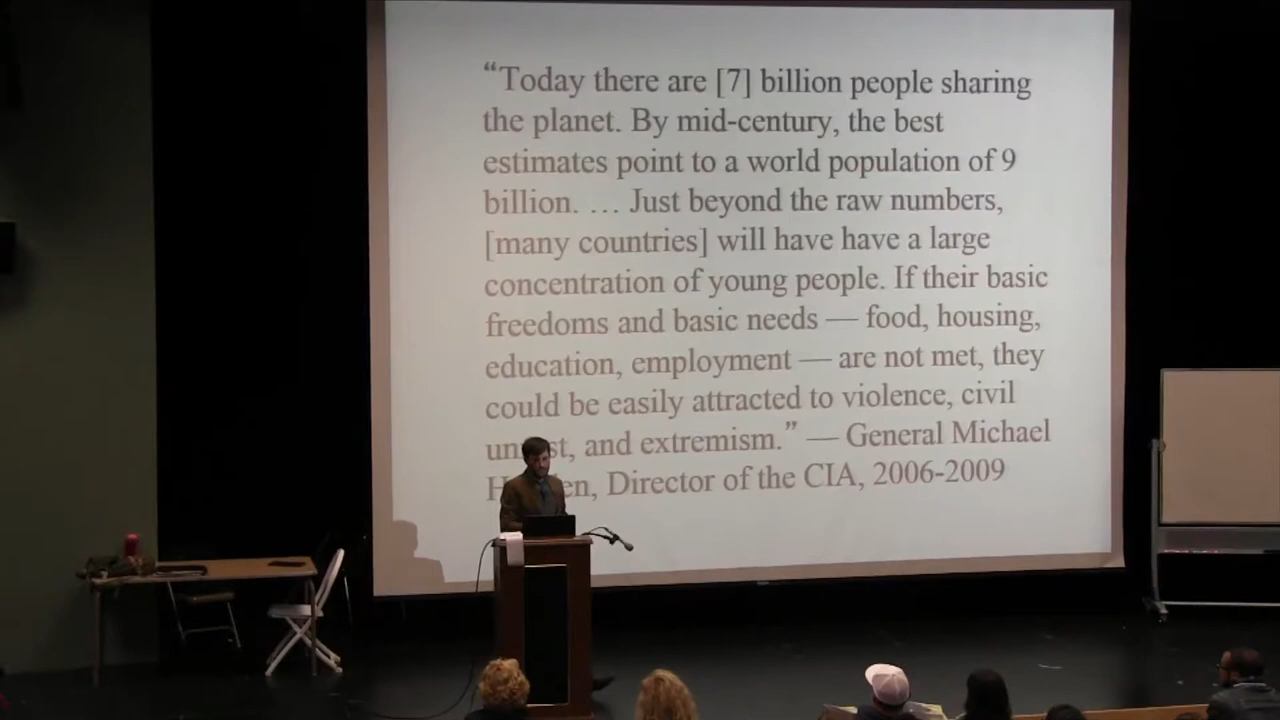 “Today there are [7] billion people sharing
the planet. By mid-century, the best
estimates point to a world population of 9
billion. … Just beyond the raw numbers,
[many countries] will have have a large
concentration of young people. If their basic
freedoms and basic needs — food, housing,
education, employment — are not met, they
could be easily attracted to violence, civil
and extremism.” — General Michael
Director of the CIA, 2006-2009